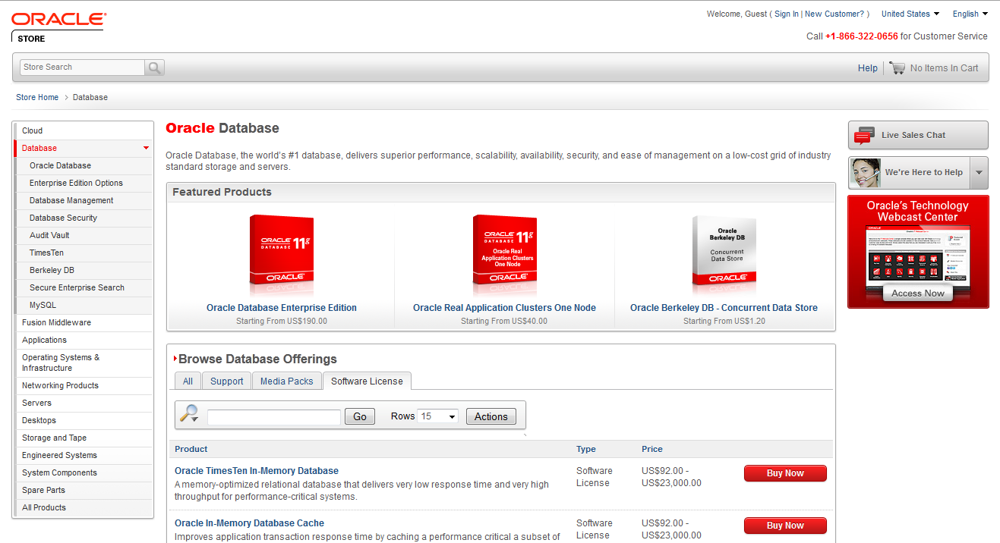 ORACLE
STORE
Welcome, Guest ( Sign In | New Customer? )
United States
English
Call +1-866-322-0656 for Customer Service
Store Search
Help
No Items In Cart
Store Home
Database
Cloud
Database
Oracle Database
Enterprise Edition Options
Database Management
Database Security
Audit Vault
TimesTen
Berkeley DB
Secure Enterprise Search
MySQL
Fusion Middleware
Applications
Operating Systems &
Infrastructure
Networking Products
Servers
Desktops
Storage and Tape
Engineered Systems
System Components
Spare Parts
All Products
Oracle Database
Oracle Database, the world's #1 database, delivers superior performance, scalability, availability, security, and ease of management on a low-cost grid of industry
standard storage and servers.
Featured Products
ORACLE
DATABASE 11g
ORACLE
Oracle Database Enterprise Edition
Starting From US$190.00
ORACLE
DATABASE 11g
Oracle Real
Application Clusters
One Node
ORACLE
Oracle Real Application Clusters One Node
Starting From US$40.00
Oracle
Berkeley DB
Concurrent
Data Store
ORACLE
Oracle Berkeley DB - Concurrent Data Store
Starting From US$1.20
Browse Database Offerings
All
Support
Media Packs
Software License
Go
Rows 15
Actions
Product
Type
Price
Oracle TimesTen In-Memory Database
A memory-optimized relational database that delivers very low response time and very high
throughput for performance-critical systems.
Software
License
US$92.00 -
US$23,000.00
Buy Now
Oracle In-Memory Database Cache
Improves application transaction response time by caching a performance critical a subset of
Software
License
US$92.00 -
US$23,000.00
Buy Now
Live Sales Chat
We're Here to Help
Oracle's Technology
Webcast Center
ORACLE
Access Now